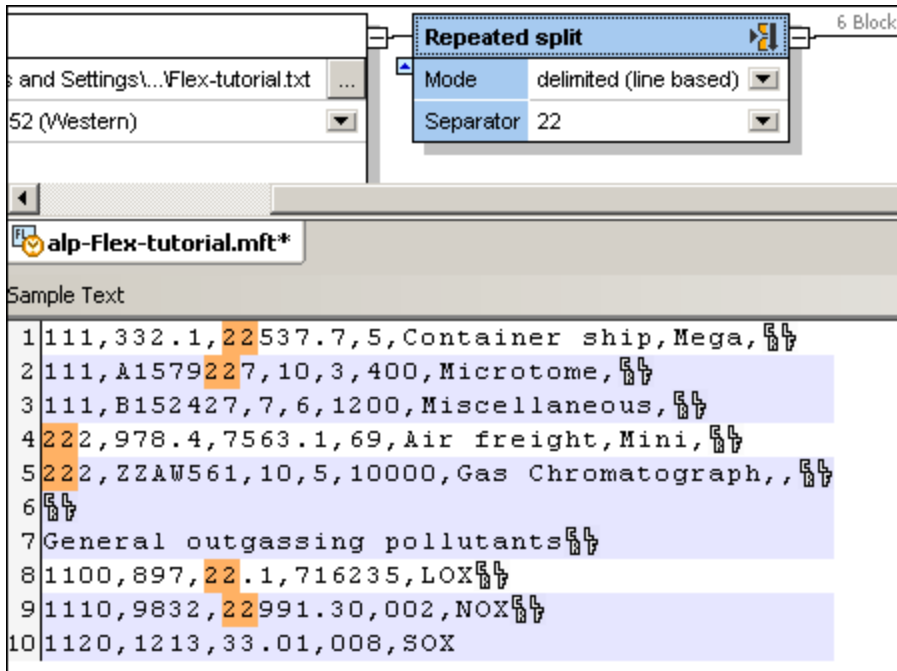 6 Block
Repeated split
s and Settings\...\Flex-tutorial.txt ...
Mode delimited (line based)
52 (Western)
Separator 22
alp-Flex-tutorial.mft*
Sample Text
1 111,332.1,22537.7,5,Container ship,Mega,␍␊
2 111,A1579227,10,3,400,Microtome,␍␊
3 111,B152427,7,6,1200,Miscellaneous,␍␊
4 222,978.4,7563.1,69,Air freight,Mini,␍␊
5 222,ZZAW561,10,5,10000,Gas Chromatograph,,␍␊
6 ␍␊
7 General outgassing pollutants␍␊
8 1100,897,22.1,716235,LOX␍␊
9 1110,9832,22991.30,002,NOX␍␊
10 1120,1213,33.01,008,SOX